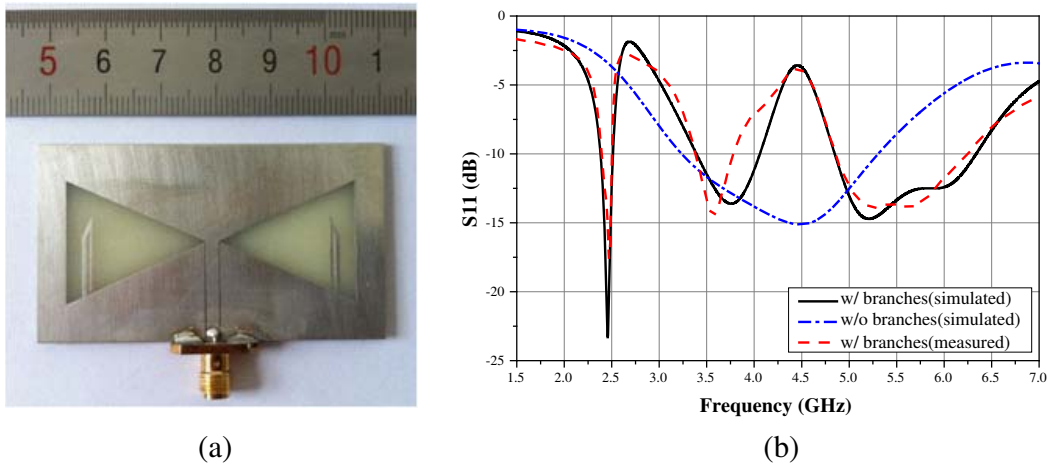 5 6 7 8 9 10 1
0
-5
-10
-15
-20
-25
S11 (dB)
w/ branches(simulated)
w/o branches(simulated)
w/ branches(measured)
1.5 2.0 2.5 3.0 3.5 4.0 4.5 5.0 5.5 6.0 6.5 7.0
Frequency (GHz)
(a) (b)